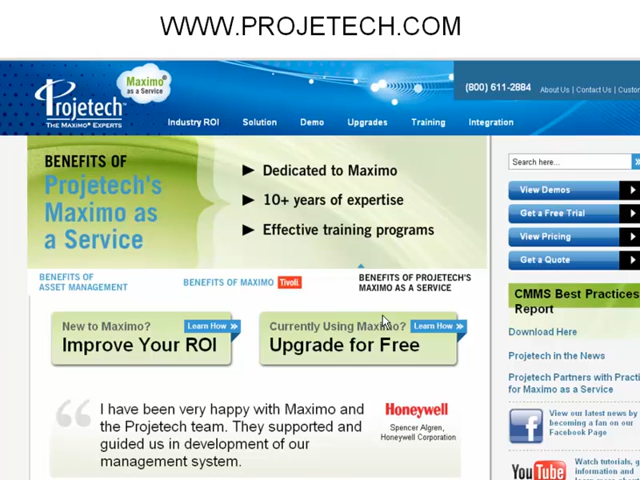 WWW.PROJETECH.COM
Maximo®
as a Service
Projetech
THE MAXIMO® EXPERTS
(800) 611-2884
About Us | Contact Us | Custom
Industry ROI
Solution
Demo
Upgrades
Training
Integration
BENEFITS OF
Projetech's
Maximo as
a Service
Dedicated to Maximo
10+ years of expertise
Effective training programs
Search here...
View Demos
Get a Free Trial
View Pricing
Get a Quote
BENEFITS OF
ASSET MANAGEMENT
BENEFITS OF MAXIMO Tivoli.
BENEFITS OF PROJETECH'S
MAXIMO AS A SERVICE
New to Maximo?
Learn How
Improve Your ROI
Currently Using Maximo?
Learn How
Upgrade for Free
CMMS Best Practices
Report
Download Here
Projetech in the News
Projetech Partners with Practi
for Maximo as a Service
I have been very happy with Maximo and
the Projetech team. They supported and
guided us in development of our
management system.
Honeywell
Spencer Algren,
Honeywell Corporation
View our latest news by
becoming a fan on our
Facebook Page
YouTube
Watch tutorials, g
information and